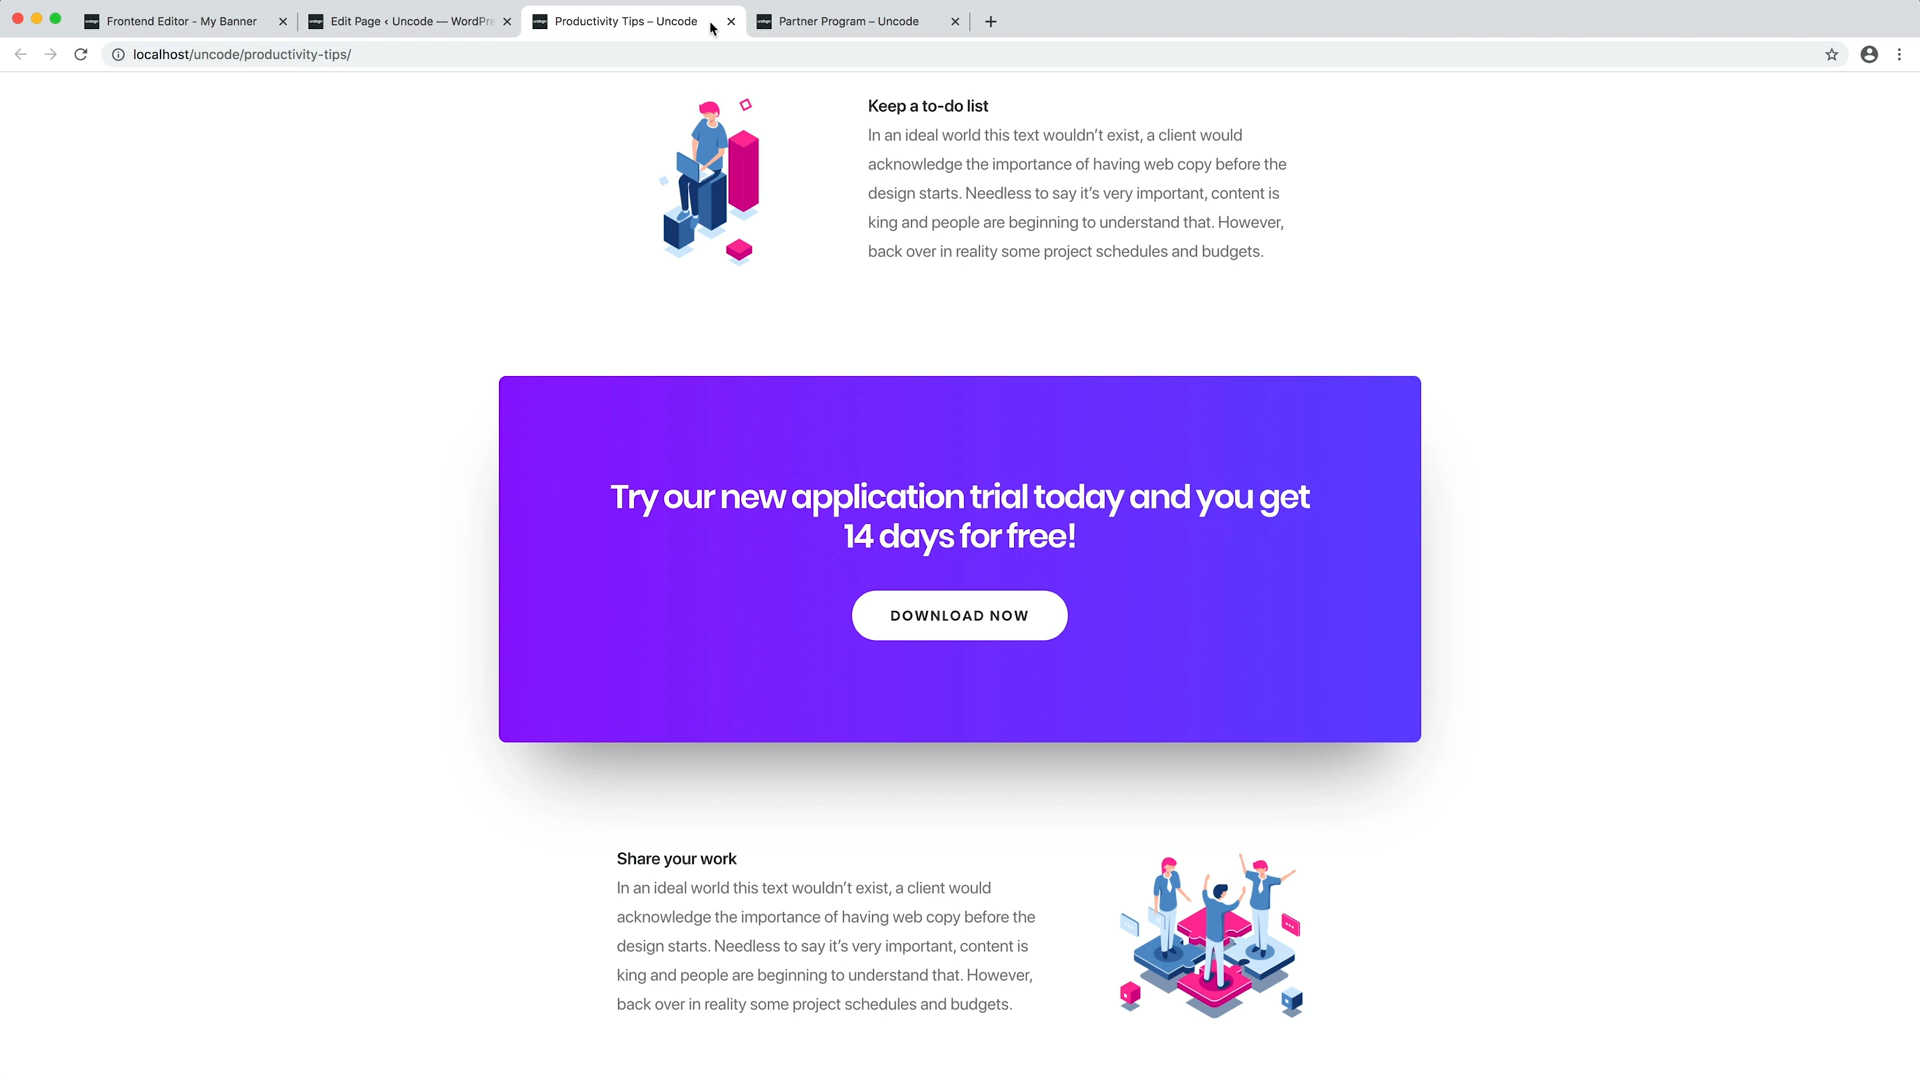 Frontend Editor - My Banner
Edit Page ‹ Uncode — WordPre
Productivity Tips – Uncode
Partner Program – Uncode
localhost/uncode/productivity-tips/
Keep a to-do list
In an ideal world this text wouldn’t exist, a client would
acknowledge the importance of having web copy before the
design starts. Needless to say it’s very important, content is
king and people are beginning to understand that. However,
back over in reality some project schedules and budgets.
Try our new application trial today and you get
14 days for free!
DOWNLOAD NOW
Share your work
In an ideal world this text wouldn’t exist, a client would
acknowledge the importance of having web copy before the
design starts. Needless to say it’s very important, content is
king and people are beginning to understand that. However,
back over in reality some project schedules and budgets.